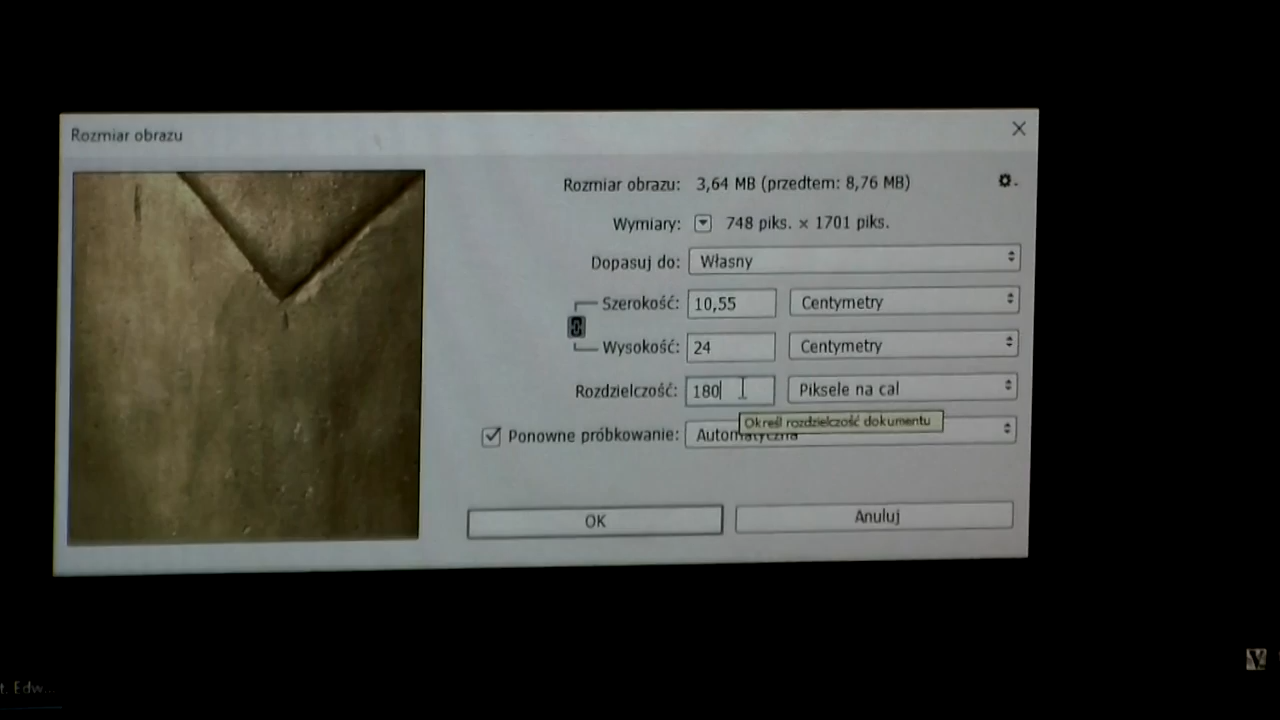 Rozmiar obrazu
Rozmiar obrazu: 3,64 MB (przedtem: 8,76 MB)
Wymiary: 748 piks. × 1701 piks.
Dopasuj do: Własny
Szerokość: 10,55 Centymetry
Wysokość: 24 Centymetry
Rozdzielczość: 180 Piksele na cal
Określ rozdzielczość dokumentu
Ponowne próbkowanie: Automatyczna
OK Anuluj
t. Edw...